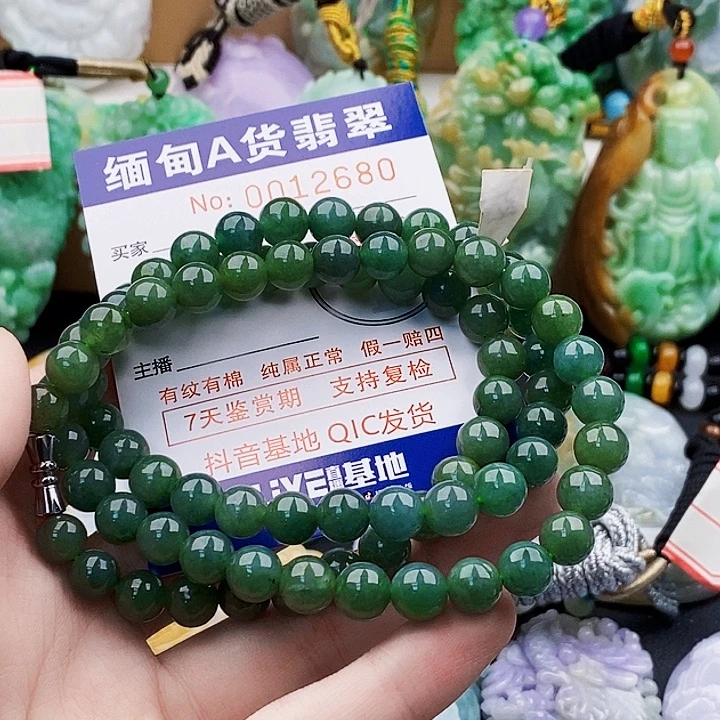 缅甸A货翡翠
No: 0012680
买家
主播
有纹有棉 纯属正常 假一赔四
7天鉴赏期 支持复检
抖音基地 QIC发货
LIVE 基地